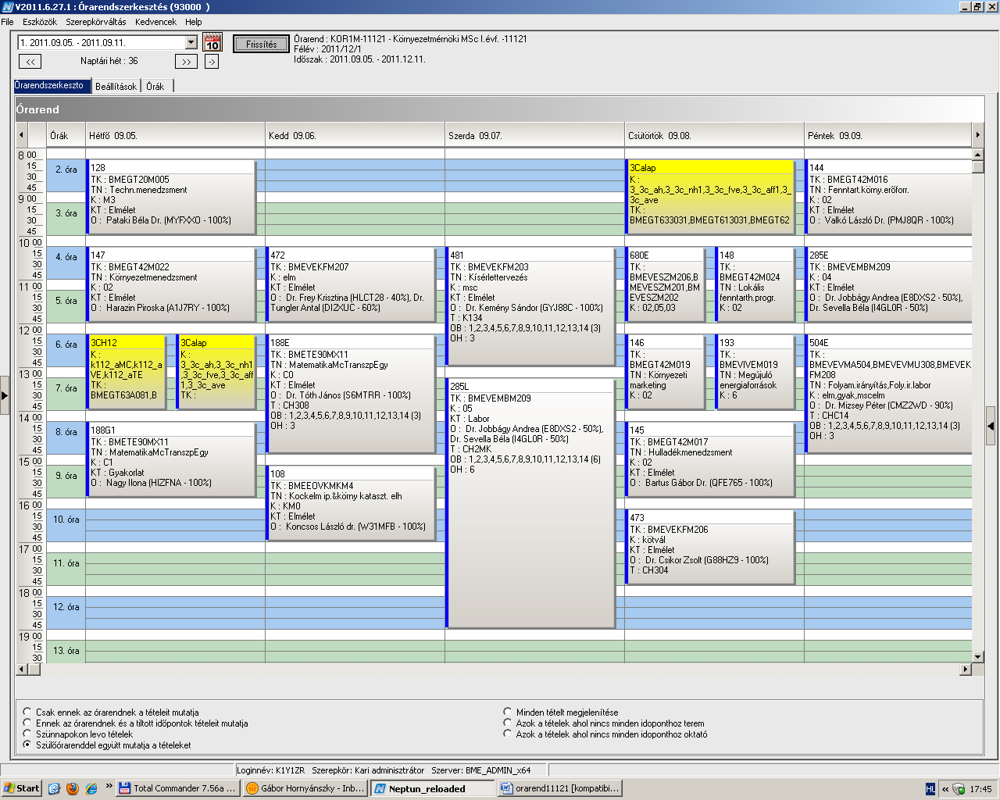 V2011.6.27.1 : Órarendszerkesztés (93000  )
File Eszközök Szerepkörváltás Kedvencek Help
1. 2011.09.05. - 2011.09.11.
10
Frissítés
Órarend : KOR1M-11121 - Környezetmérnöki MSc I.évf. -11121
Félév : 2011/12/1
Időszak : 2011.09.05. - 2011.12.11.
<< Naptári hét : 36 >> ->
Órarendszerkeszto Beállítások Órák
Órarend
Órák Hétfő 09.05. Kedd 09.06. Szerda 09.07. Csütörtök 09.08. Péntek 09.09.
8 00
15
30
45
9 00
15
30
45
10 00
15
30
45
11 00
15
30
45
12 00
15
30
45
13 00
15
30
45
14 00
15
30
45
15 00
15
30
45
16 00
15
30
45
17 00
15
30
45
18 00
15
30
45
19 00
15
30
2. óra
3. óra
4. óra
5. óra
6. óra
7. óra
8. óra
9. óra
10. óra
11. óra
12. óra
13. óra
128
TK : BMEGT20M005
TN : Techn.menedzsment
K : M3
KT : Elmélet
O :  Pataki Béla Dr. (MYFXXO - 100%)
147
TK : BMEGT42M022
TN : Környezetmenedzsment
K : 02
KT : Elmélet
O :  Harazin Piroska (A1J7RY - 100%)
3CH12
K :
k112_aMC,k112_a
VE,k112_aTE
TK :
BMEGT63A081,B
3Calap
K :
3_3c_ah,3_3c_nh1
,3_3c_fve,3_3c_aff
1,3_3c_ave
TK :
188G1
TK : BMETE90MX11
TN : MatematikaMcTranszpEgy
K : C1
KT : Gyakorlat
O :  Nagy Ilona (HIZFNA - 100%)
472
TK : BMEVEKFM207
K : elm
KT : Elmélet
O :  Dr. Frey Krisztina (HLCT28 - 40%), Dr.
Tungler Antal (DI2XUC - 60%)
188E
TK : BMETE90MX11
TN : MatematikaMcTranszpEgy
K : C0
KT : Elmélet
O :  Dr. Tóth János (S6MTRR - 100%)
T : CH308
OB : 1,2,3,4,5,6,7,8,9,10,11,12,13,14 (3)
OH : 3
108
TK : BMEEOVKMKM4
TN : Kockelm ip.&körny kataszt. elh
K : KM0
KT : Elmélet
O :  Koncsos László dr. (W31MFB - 100%)
481
TK : BMEVEKFM203
TN : Kísérlettervezés
K : msc
KT : Elmélet
O :  Dr. Kemény Sándor (GYJ88C - 100%)
T : K134
OB : 1,2,3,4,5,6,7,8,9,10,11,12,13,14 (3)
OH : 3
285L
TK : BMEVEMBM209
K : 05
KT : Labor
O :  Dr. Jobbágy Andrea (E8DXS2 - 50%),
Dr. Sevella Béla (I4GL0R - 50%)
T : CH2MK
OB : 1,2,3,4,5,6,7,8,9,10,11,12,13,14 (6)
OH : 6
3Calap
K :
3_3c_ah,3_3c_nh1,3_3c_fve,3_3c_aff1,3_
3c_ave
TK :
BMEGT633031,BMEGT613031,BMEGT62
680E
TK :
BMEVESZM206,B
MEVESZM201,BM
EVESZM202
K : 02,05,03
148
TK :
BMEGT42M024
TN : Lokális
fenntarth.progr.
K : 02
146
TK :
BMEGT42M019
TN : Környezeti
marketing
K : 02
193
TK :
BMEVIVEM019
TN : Megújuló
energiaforrások
K : 6
145
TK : BMEGT42M017
TN : Hulladékmenedzsment
K : 02
KT : Elmélet
O :  Bartus Gábor Dr. (QFE765 - 100%)
473
TK : BMEVEKFM206
K : kötvál
KT : Elmélet
O :  Dr. Csikor Zsolt (G88HZ9 - 100%)
T : CH304
144
TK : BMEGT42M016
TN : Fenntart.körny.erőforr.
K : 02
KT : Elmélet
O :  Valkó László Dr. (PMJ8QR - 100%)
285E
TK : BMEVEMBM209
K : 04
KT : Elmélet
O :  Dr. Jobbágy Andrea (E8DXS2 - 50%),
Dr. Sevella Béla (I4GL0R - 50%)
504E
TK :
BMEVEVMA504,BMEVEVMU308,BMEVEK
FM208
TN : Folyam.irányítás,Foly.ir.labor
K : elm,gyak,mscelm
O :  Dr. Mizsey Péter (CMZ2WD - 90%)
T : CHC14
OB : 1,2,3,4,5,6,7,8,9,10,11,12,13,14 (3)
OH : 3
Csak ennek az órarendnek a tételeit mutatja
Ennek az órarendnek és a tiltott időpontok tételeit mutatja
Szünnapokon levo tételek
Szülőórarenddel együtt mutatja a tételeket
Minden tételt megjelenítése
Azok a tételek ahol nincs minden idoponthoz terem
Azok a tételek ahol nincs minden idoponthoz oktató
Loginnév: K1Y1ZR  Szerepkör: Kari adminisztrátor  Szerver: BME_ADMIN_x64
Start » Total Commander 7.56a ... Gábor Hornyánszky - Inb... Neptun_reloaded orarend11121 [kompatibi... HU « 17:45